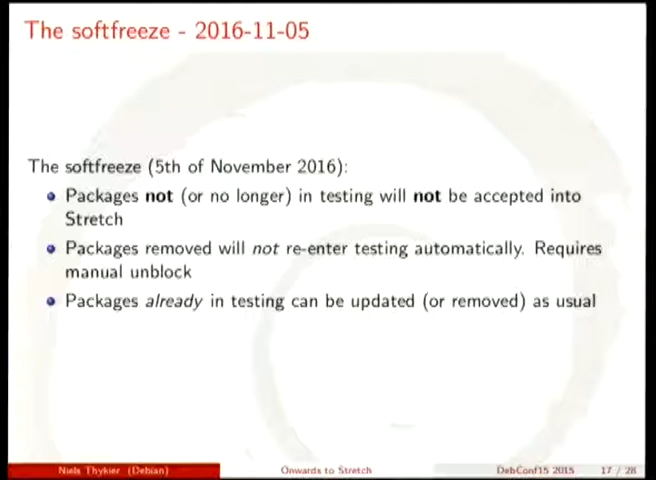 The softfreeze - 2016-11-05
The softfreeze (5th of November 2016):
Packages not (or no longer) in testing will not be accepted into
Stretch
Packages removed will not re-enter testing automatically. Requires
manual unblock
Packages already in testing can be updated (or removed) as usual
Niels Thykier (Debian)
Onwards to Stretch
DebConf15 2015
17 / 28